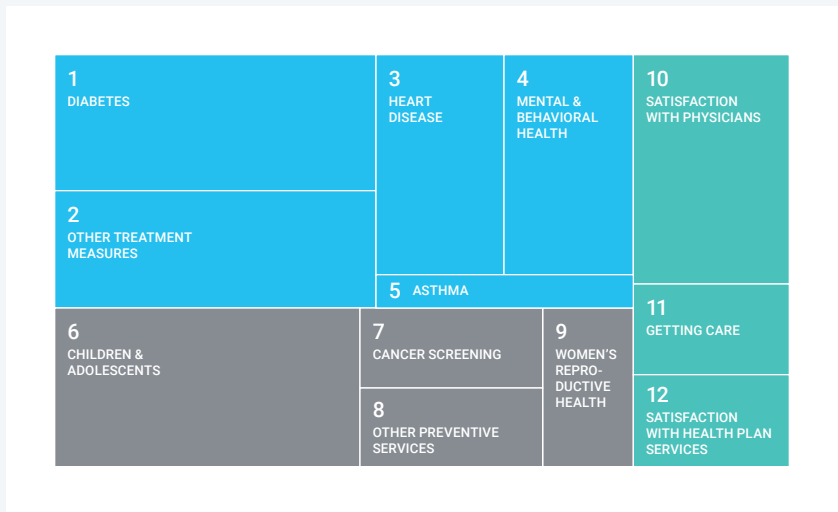 1
DIABETES
2
OTHER TREATMENT
MEASURES
3
HEART
DISEASE
4
MENTAL &
BEHAVIORAL
HEALTH
5 ASTHMA
6
CHILDREN &
ADOLESCENTS
7
CANCER SCREENING
8
OTHER PREVENTIVE
SERVICES
9
WOMEN'S
REPRO-
DUCTIVE
HEALTH
10
SATISFACTION
WITH PHYSICIANS
11
GETTING CARE
12
SATISFACTION
WITH HEALTH PLAN
SERVICES